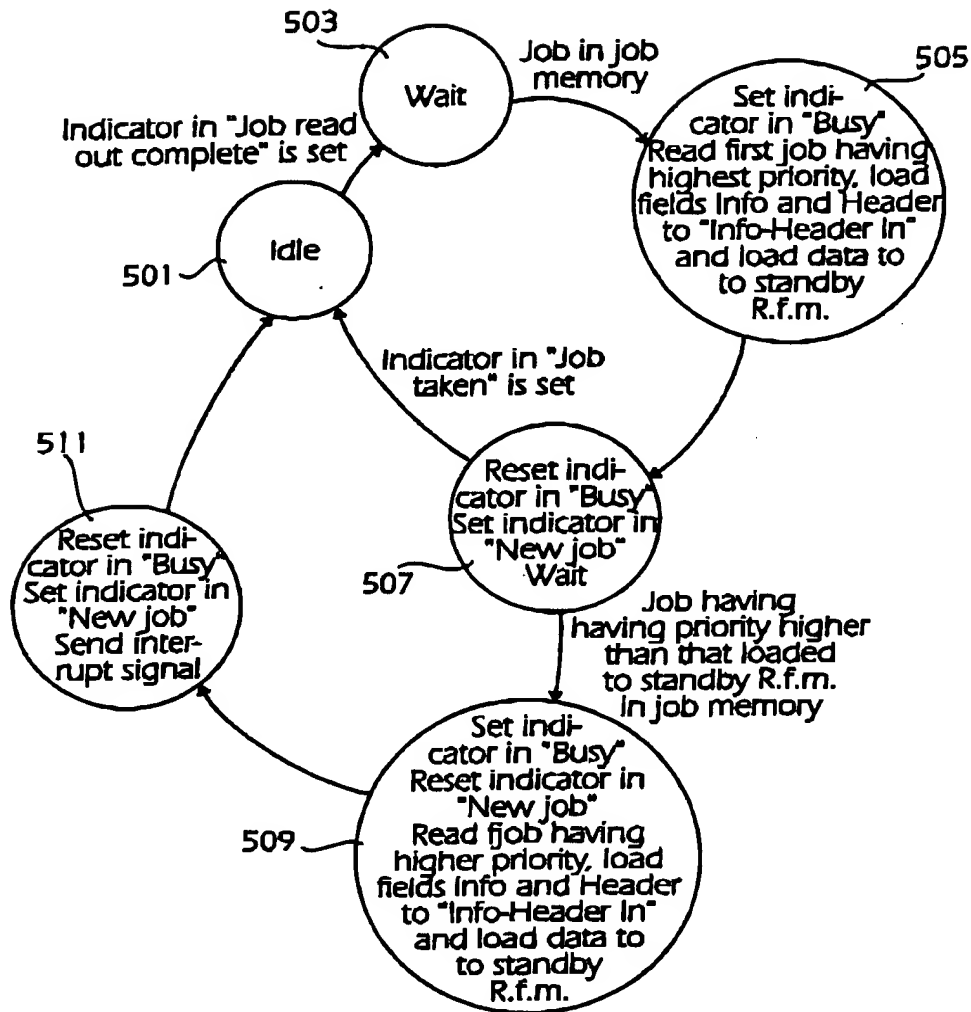 503
Wait
Job in job
memory
505
Set indi-
cator in "Busy"
Read first job having
highest priority, load
fields Info and Header
to "Info-Header In"
and load data to
to standby
R.f.m.
Indicator in "Job read
out complete" is set
Idle
501
Indicator in "Job
taken" is set
511
Reset indi-
cator in "Busy"
Set indicator in
"New job"
Send inter-
rupt signal
Reset indi-
cator in "Busy"
Set indicator in
"New job"
Wait
507
Job having
having priority higher
than that loaded
to standby R.f.m.
in job memory
Set indi-
cator in "Busy"
Reset indicator in
"New job"
Read fjob having
higher priority, load
fields Info and Header
to "Info-Header In"
and load data to
to standby
R.f.m.
509